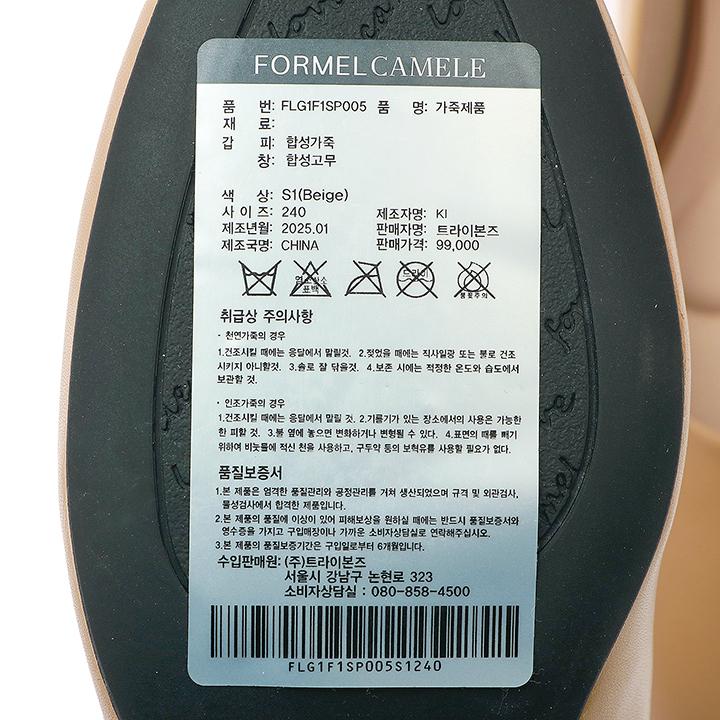 FORMEL CAMELE
품 번: FLG1F1SP005 품 명: 가죽제품
재 료:
갑 피: 합성가죽
창: 합성고무
색 상: S1(Beige)
사 이 즈: 240 제조자명: KI
제조년월: 2025.01 판매자명: 트라이본즈
제조국명: CHINA 판매가격: 99,000
염소산소 표백
드라이
불꽃주의
취급상 주의사항
- 천연가죽의 경우
1.건조시킬 때에는 응달에서 말릴것. 2.젖었을 때에는 직사일광 또는 불로 건조
시키지 아니할것. 3.솔로 잘 닦을것. 4.보존 시에는 적정한 온도와 습도에서
보관할 것.
- 인조가죽의 경우
1.건조시킬 때에는 응달에서 말릴 것. 2.기름기가 있는 장소에서의 사용은 가능한
한 피할 것. 3.불 옆에 놓으면 변화하거나 변형될 수 있다. 4.표면의 때를 빼기
위하여 비눗물에 적신 천을 사용하고, 구두약 등의 보혁유를 사용할 필요가 없다.
품질보증서
1.본 제품은 엄격한 품질관리와 공정관리를 거쳐 생산되었으며 규격 및 외관검사,
물성검사에서 합격한 제품입니다.
2.본 제품의 품질에 이상이 있어 피해보상을 원하실 때에는 반드시 품질보증서와
영수증을 가지고 구입매장이나 가까운 소비자상담실로 연락해주십시오.
3.본 제품의 품질보증기간은 구입일로부터 6개월입니다.
수입판매원: (주)트라이본즈
서울시 강남구 논현로 323
소비자상담실 : 080-858-4500
FLG1F1SP005S1240